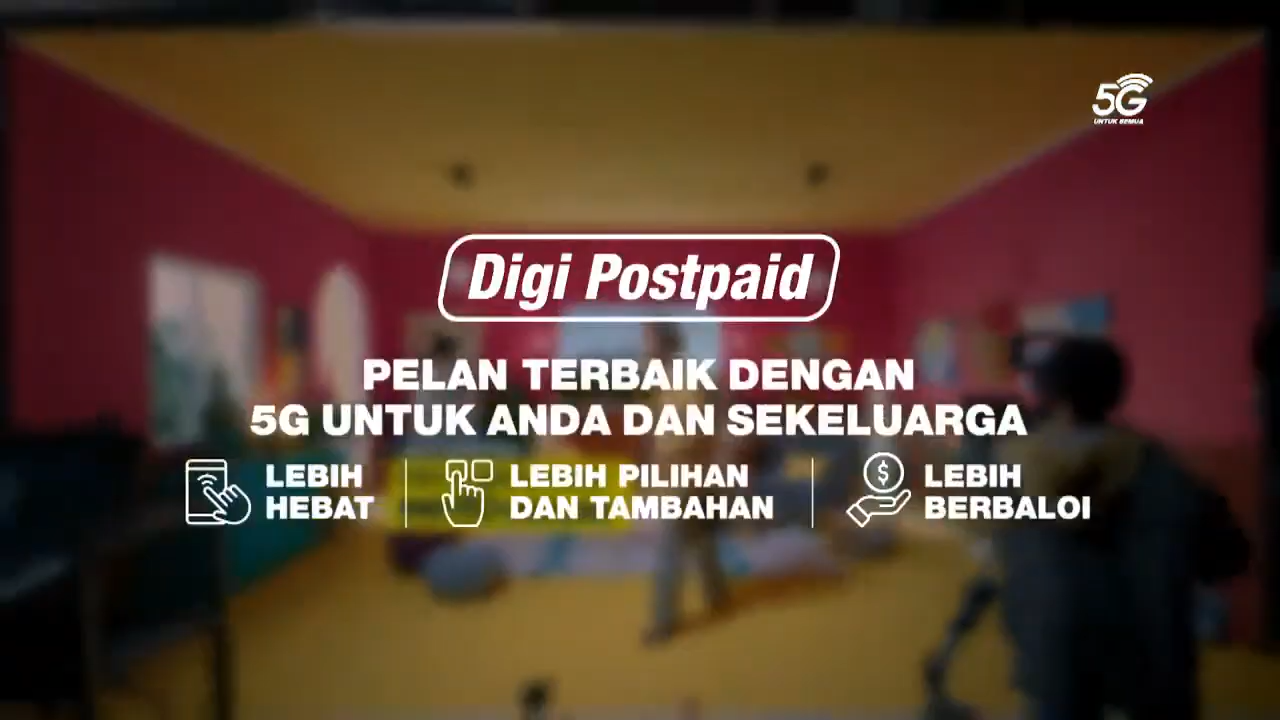 5G
UNTUK SEMUA
Digi Postpaid
PELAN TERBAIK DENGAN
5G UNTUK ANDA DAN SEKELUARGA
LEBIH
HEBAT
LEBIH PILIHAN
DAN TAMBAHAN
$
LEBIH
BERBALOI